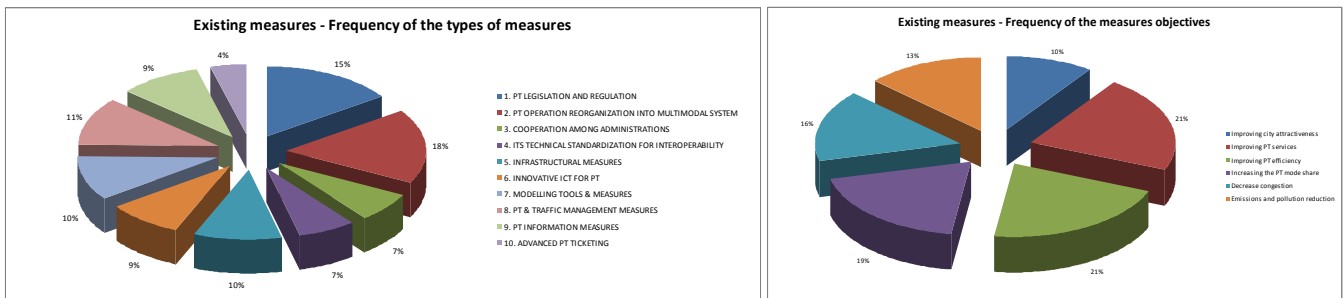 Existing measures - Frequency of the types of measures
4%
9%
15%
11%
18%
10%
9%
10%
7%
7%
1. PT LEGISLATION AND REGULATION
2. PT OPERATION REORGANIZATION INTO MULTIMODAL SYSTEM
3. COOPERATION AMONG ADMINISTRATIONS
4. ITS TECHNICAL STANDARDIZATION FOR INTEROPERABILITY
5. INFRASTRUCTURAL MEASURES
6. INNOVATIVE ICT FOR PT
7. MODELLING TOOLS & MEASURES
8. PT & TRAFFIC MANAGEMENT MEASURES
9. PT INFORMATION MEASURES
10. ADVANCED PT TICKETING
Existing measures - Frequency of the measures objectives
10%
13%
21%
16%
19%
21%
Improving city attractiveness
Improving PT services
Improving PT efficiency
Increasing the PT mode share
Decrease congestion
Emissions and pollution reduction